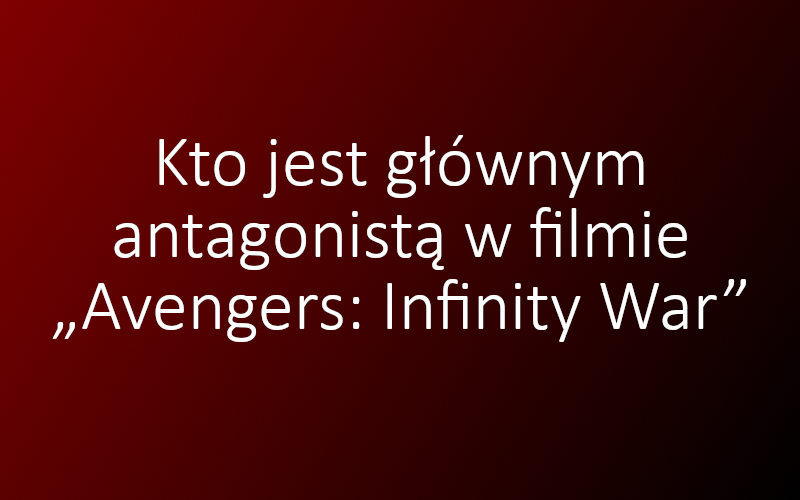 Kto jest głównym
antagonistą w filmie
„Avengers: Infinity War”